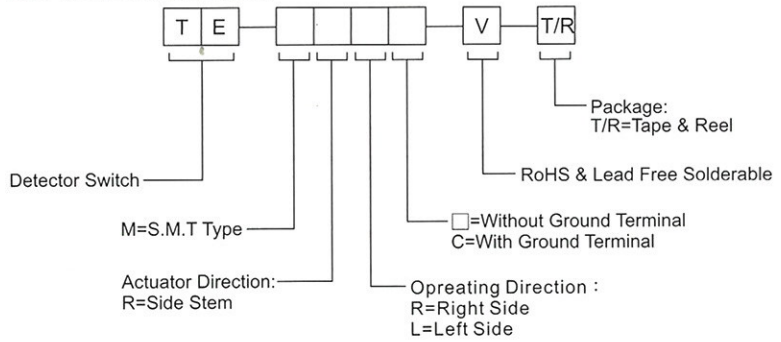 T E V T/R
Package:
T/R=Tape & Reel
Detector Switch
RoHS & Lead Free Solderable
M=S.M.T Type
□=Without Ground Terminal
C=With Ground Terminal
Actuator Direction:
R=Side Stem
Opreating Direction :
R=Right Side
L=Left Side